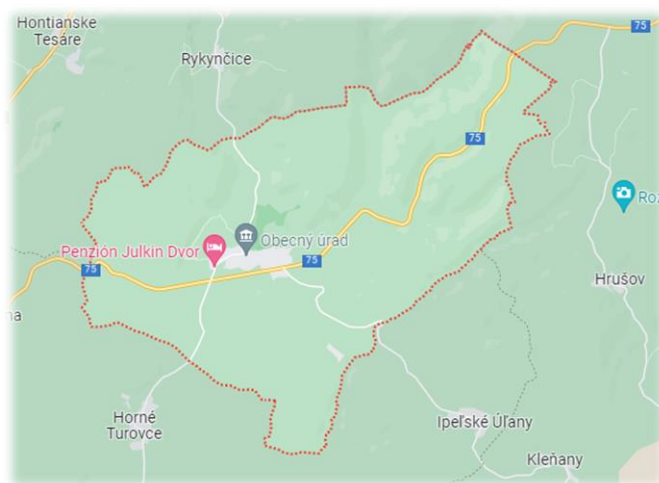 Hontianske
Tesáre
Rykynčice
75
75
Roz
Penzión Julkin Dvor
Obecný úrad
75
75
Hrušov
na
Horné
Turovce
Ipeľské Úľany
Kleňany